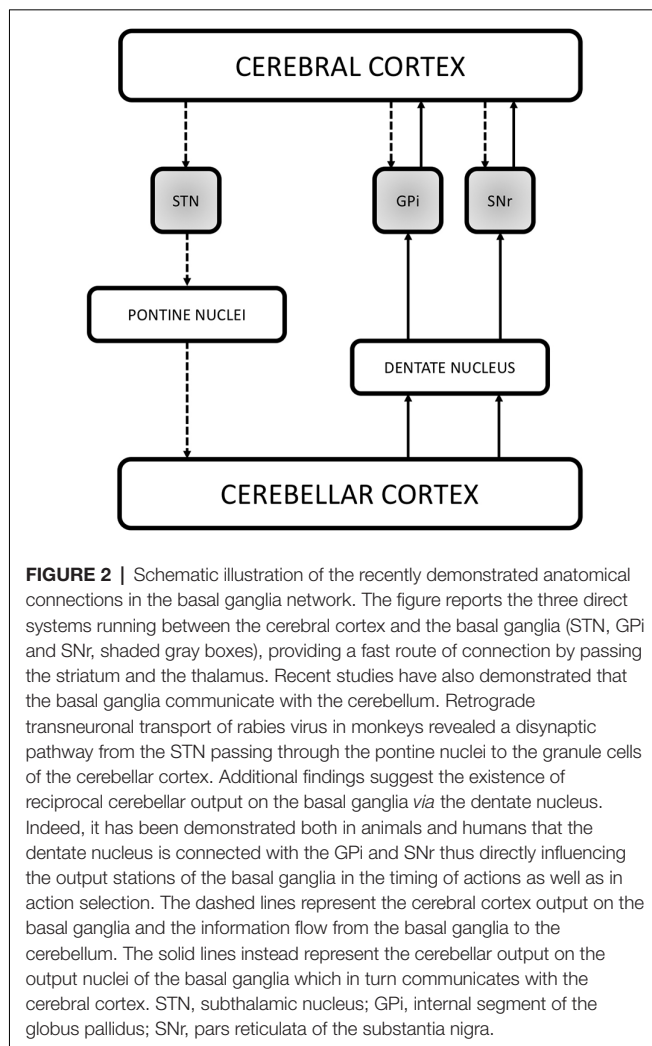 CEREBRAL CORTEX
STN
GPi
SNr
PONTINE NUCLEI
DENTATE NUCLEUS
CEREBELLAR CORTEX
FIGURE 2 | Schematic illustration of the recently demonstrated anatomical
connections in the basal ganglia network. The figure reports the three direct
systems running between the cerebral cortex and the basal ganglia (STN, GPi
and SNr, shaded gray boxes), providing a fast route of connection by passing
the striatum and the thalamus. Recent studies have also demonstrated that
the basal ganglia communicate with the cerebellum. Retrograde
transneuronal transport of rabies virus in monkeys revealed a disynaptic
pathway from the STN passing through the pontine nuclei to the granule cells
of the cerebellar cortex. Additional findings suggest the existence of
reciprocal cerebellar output on the basal ganglia via the dentate nucleus.
Indeed, it has been demonstrated both in animals and humans that the
dentate nucleus is connected with the GPi and SNr thus directly influencing
the output stations of the basal ganglia in the timing of actions as well as in
action selection. The dashed lines represent the cerebral cortex output on the
basal ganglia and the information flow from the basal ganglia to the
cerebellum. The solid lines instead represent the cerebellar output on the
output nuclei of the basal ganglia which in turn communicates with the
cerebral cortex. STN, subthalamic nucleus; GPi, internal segment of the
globus pallidus; SNr, pars reticulata of the substantia nigra.